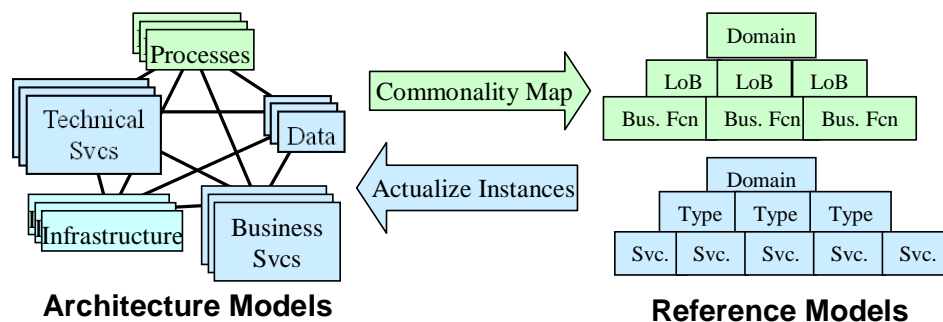 Processes
Technical
Svcs
Data
Infrastructure
Business
Svcs
Architecture Models
Commonality Map
Actualize Instances
Domain
LoB LoB LoB
Bus. Fcn Bus. Fcn Bus. Fcn
Domain
Type Type Type
Svc. Svc. Svc. Svc. Svc.
Reference Models